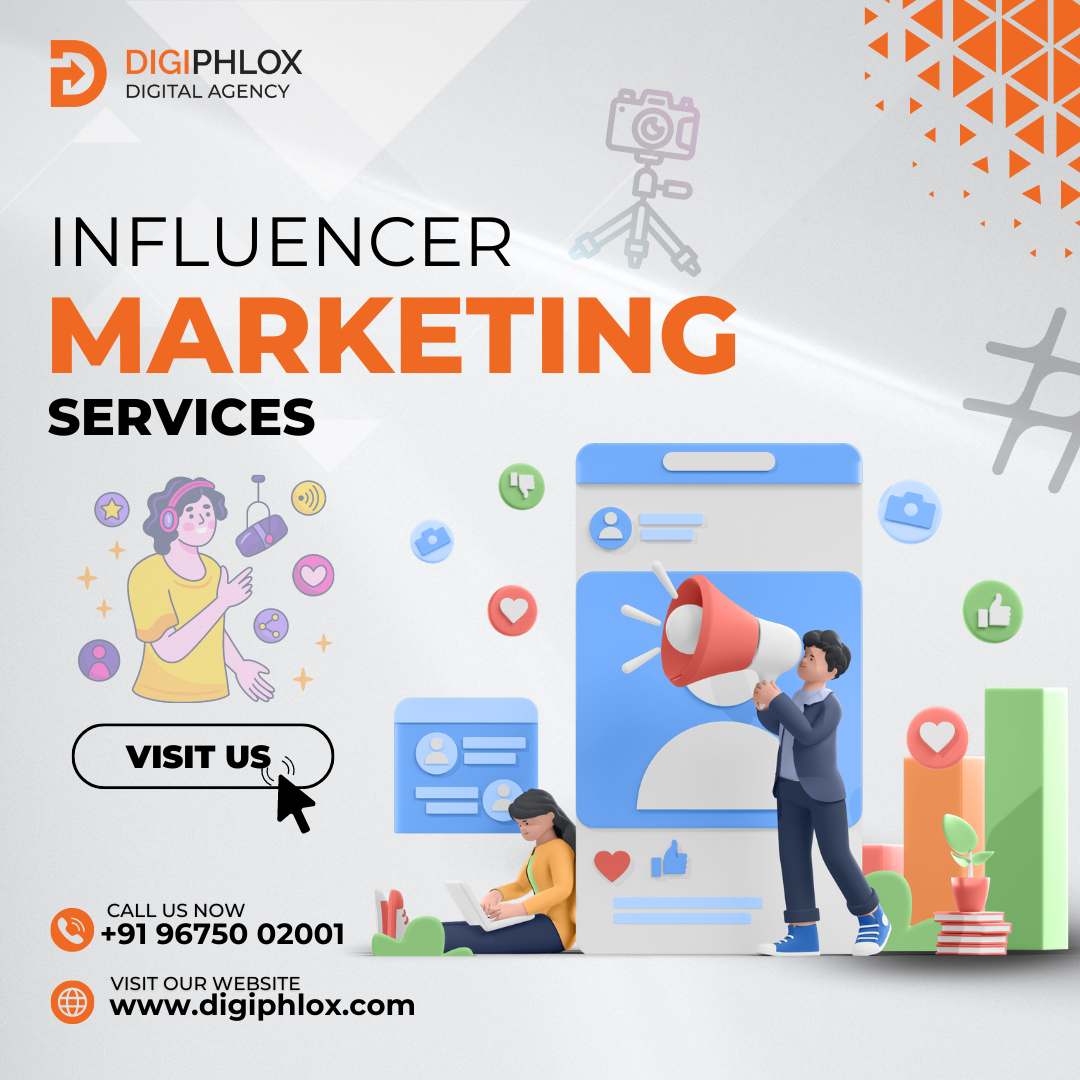 DIGIPHLOX
DIGITAL AGENCY
INFLUENCER
MARKETING
SERVICES
VISIT US
CALL US NOW
+91 96750 02001
VISIT OUR WEBSITE
www.digiphlox.com